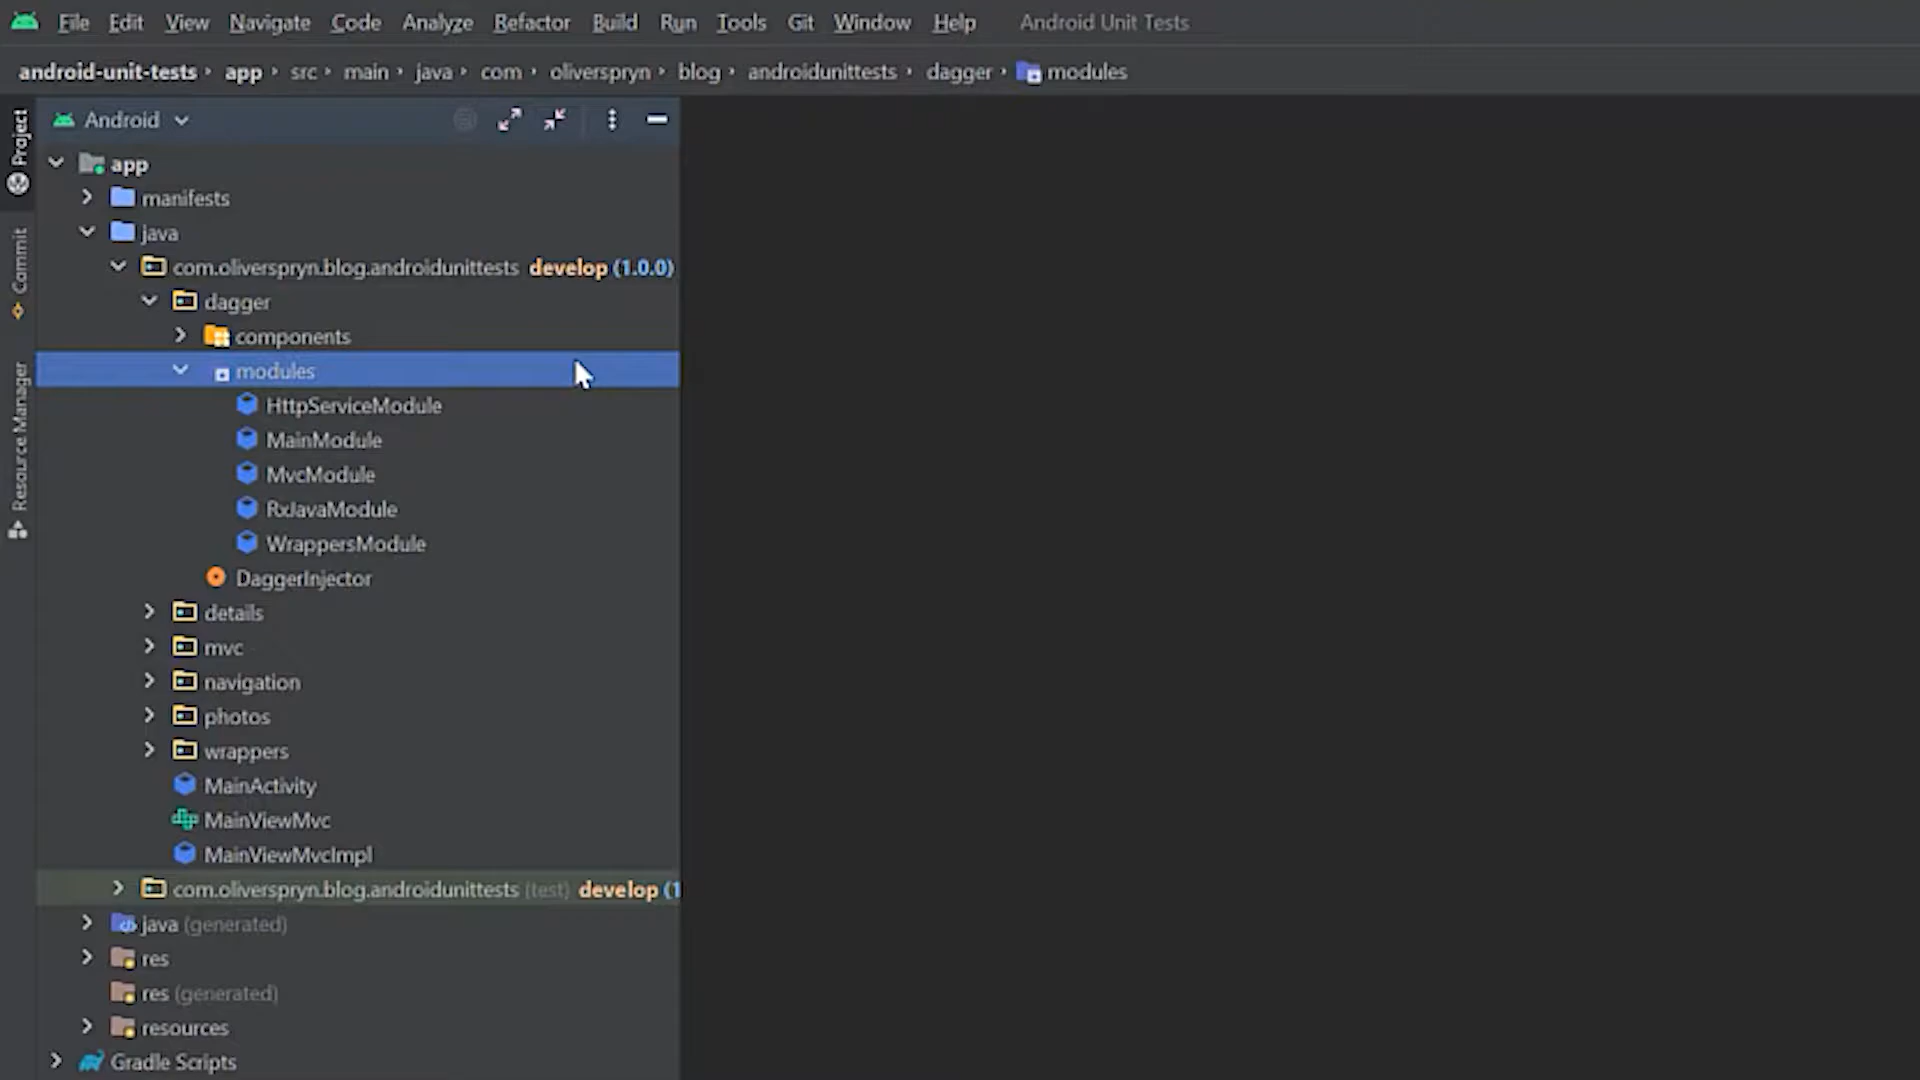 File Edit View Navigate Code Analyze Refactor Build Run Tools Git Window Help Android Unit Tests
android-unit-tests app src main java com oliverspryn blog androidunittests dagger modules
Project
Commit
Resource Manager
Android
app
manifests
java
com.oliverspryn.blog.androidunittests develop (1.0.0)
dagger
components
modules
HttpServiceModule
MainModule
MvcModule
RxJavaModule
WrappersModule
DaggerInjector
details
mvc
navigation
photos
wrappers
MainActivity
MainViewMvc
MainViewMvcImpl
com.oliverspryn.blog.androidunittests (test) develop (1
java (generated)
res
res (generated)
resources
Gradle Scripts